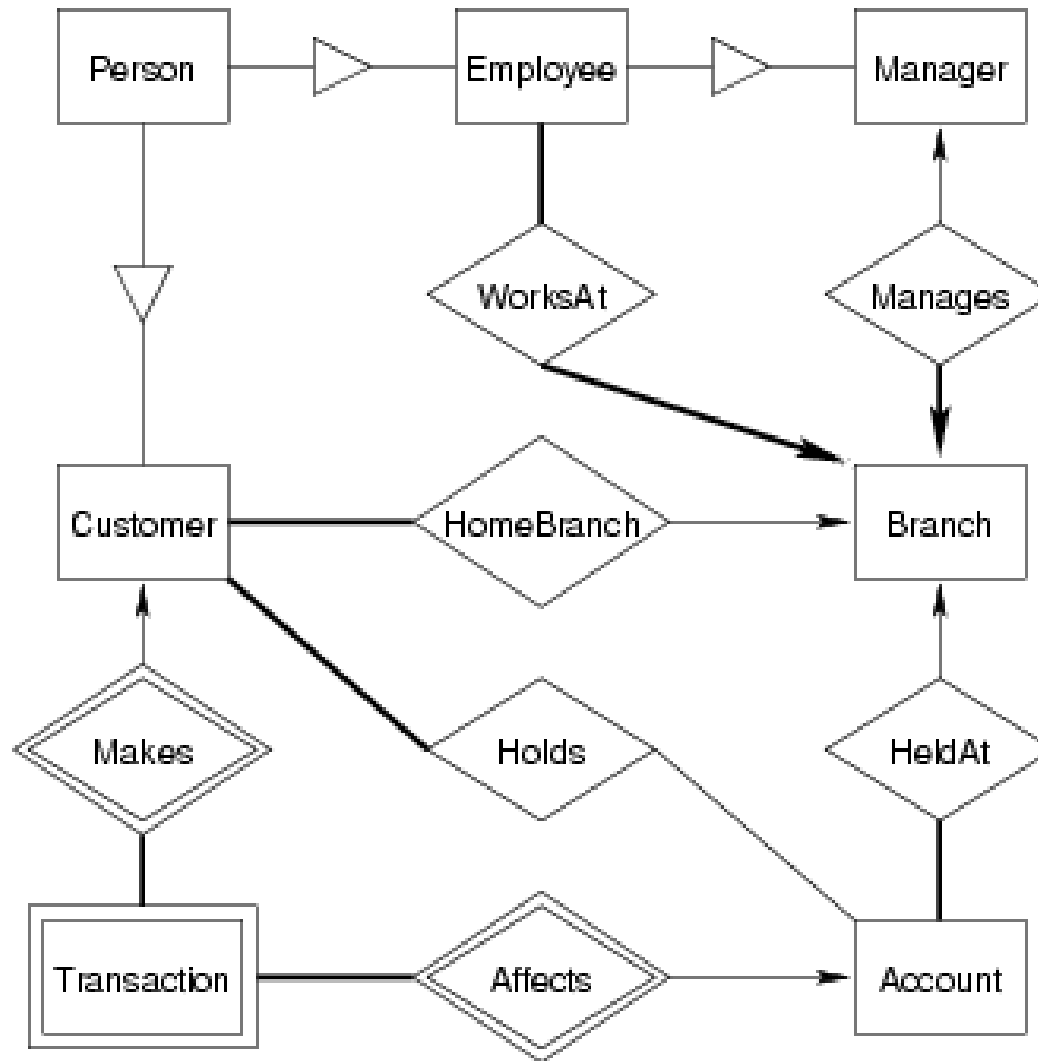 Person
Employee
Manager
WorksAt
Manages
Customer
HomeBranch
Branch
Makes
Holds
HeldAt
Transaction
Affects
Account